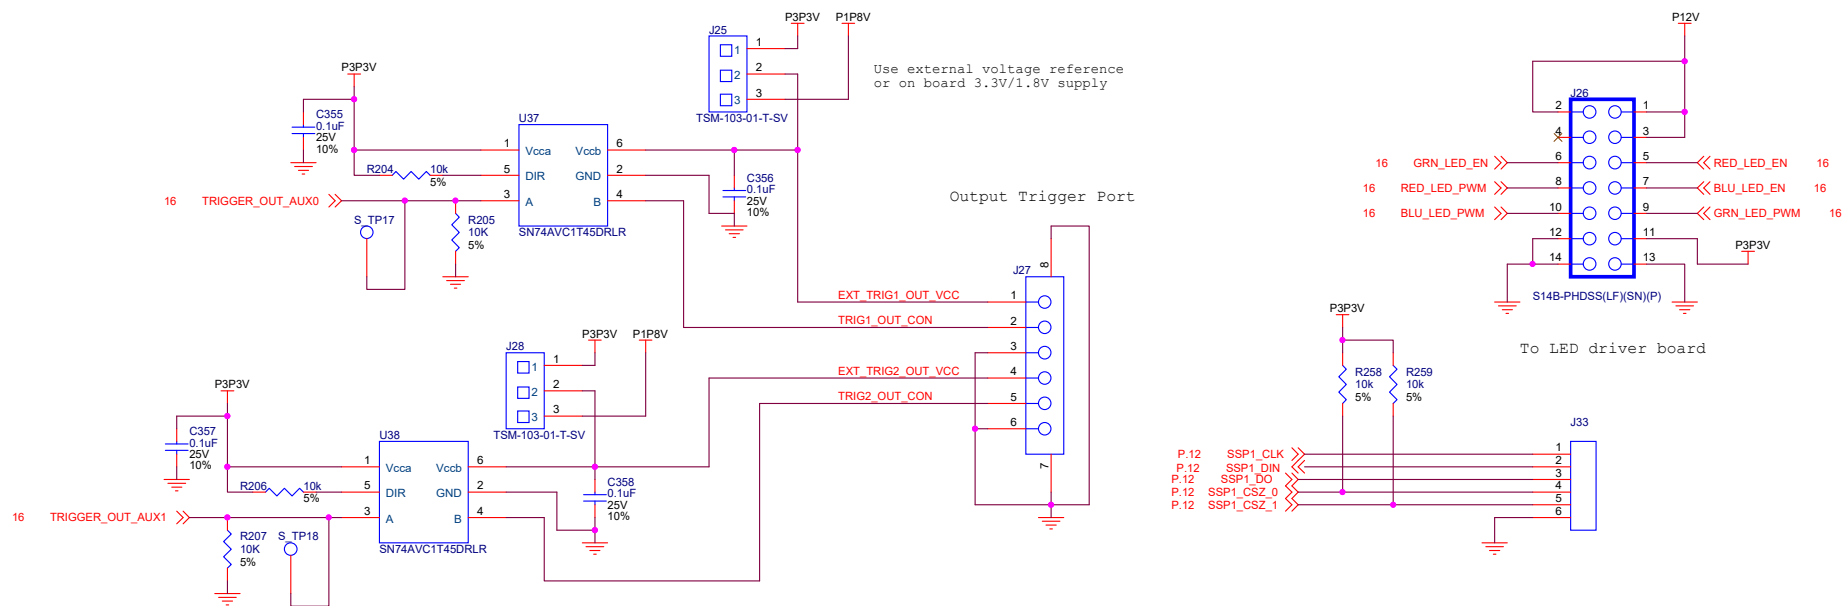 P3P3V
P1P8V
J25
1
1
2
2
3
3
TSM-103-01-T-SV
Use external voltage reference
or on board 3.3V/1.8V supply
P3P3V
C355
0.1uF
25V
10%
U37
1
Vcca
Vccb
6
R204
10k
5%
5
DIR
GND
2
3
A
B
4
SN74AVC1T45DRLR
C356
0.1uF
25V
10%
16
TRIGGER_OUT_AUX0
S_TP17
R205
10K
5%
Output Trigger Port
8
J27
EXT_TRIG1_OUT_VCC
1
TRIG1_OUT_CON
2
3
EXT_TRIG2_OUT_VCC
4
TRIG2_OUT_CON
5
6
7
P3P3V
P1P8V
J28
1
1
2
2
3
3
TSM-103-01-T-SV
P3P3V
C357
0.1uF
25V
10%
U38
1
Vcca
Vccb
6
R206
10k
5%
5
DIR
GND
2
3
A
B
4
SN74AVC1T45DRLR
C358
0.1uF
25V
10%
16
TRIGGER_OUT_AUX1
R207
10K
5%
S_TP18
P12V
J26
2
1
4
3
16
GRN_LED_EN
6
5
RED_LED_EN
16
16
RED_LED_PWM
8
7
BLU_LED_EN
16
16
BLU_LED_PWM
10
9
GRN_LED_PWM
16
12
11
P3P3V
14
13
S14B-PHDSS(LF)(SN)(P)
To LED driver board
P3P3V
R258
10k
5%
R259
10k
5%
J33
P.12
SSP1_CLK
1
P.12
SSP1_DIN
2
P.12
SSP1_DO
3
P.12
SSP1_CSZ_0
4
P.12
SSP1_CSZ_1
5
6